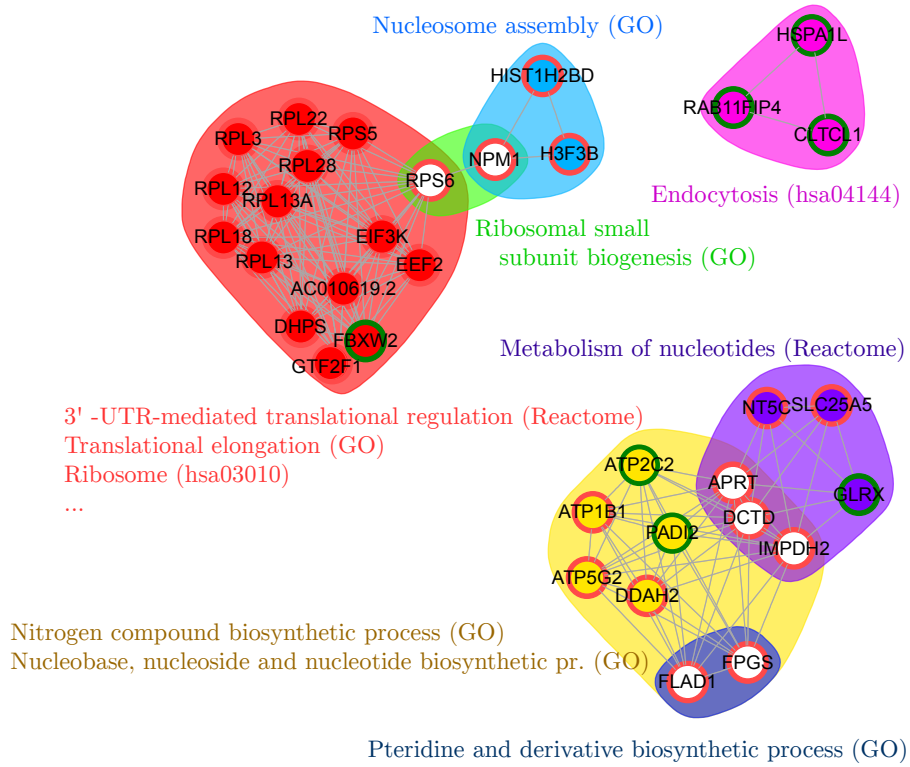 Nucleosome assembly (GO)
HSPA1L
HIST1H2BD
RAB11FIP4
RPL22
RPL3
RPS5
CLTCL1
NPM1
H3F3B
RPL28
RPS6
RPL12
RPL13A
Endocytosis (hsa04144)
Ribosomal small
subunit biogenesis (GO)
RPL18
EIF3K
RPL13
EEF2
AC010619.2
DHPS
FBXW2
GTF2F1
Metabolism of nucleotides (Reactome)
3' -UTR-mediated translational regulation (Reactome)
Translational elongation (GO)
Ribosome (hsa03010)
...
NT5C
SLC25A5
ATP2C2
APRT
GLRX
ATP1B1
DCTD
PADI2
IMPDH2
ATP5G2
DDAH2
Nitrogen compound biosynthetic process (GO)
Nucleobase, nucleoside and nucleotide biosynthetic pr. (GO)
FPGS
FLAD1
Pteridine and derivative biosynthetic process (GO)